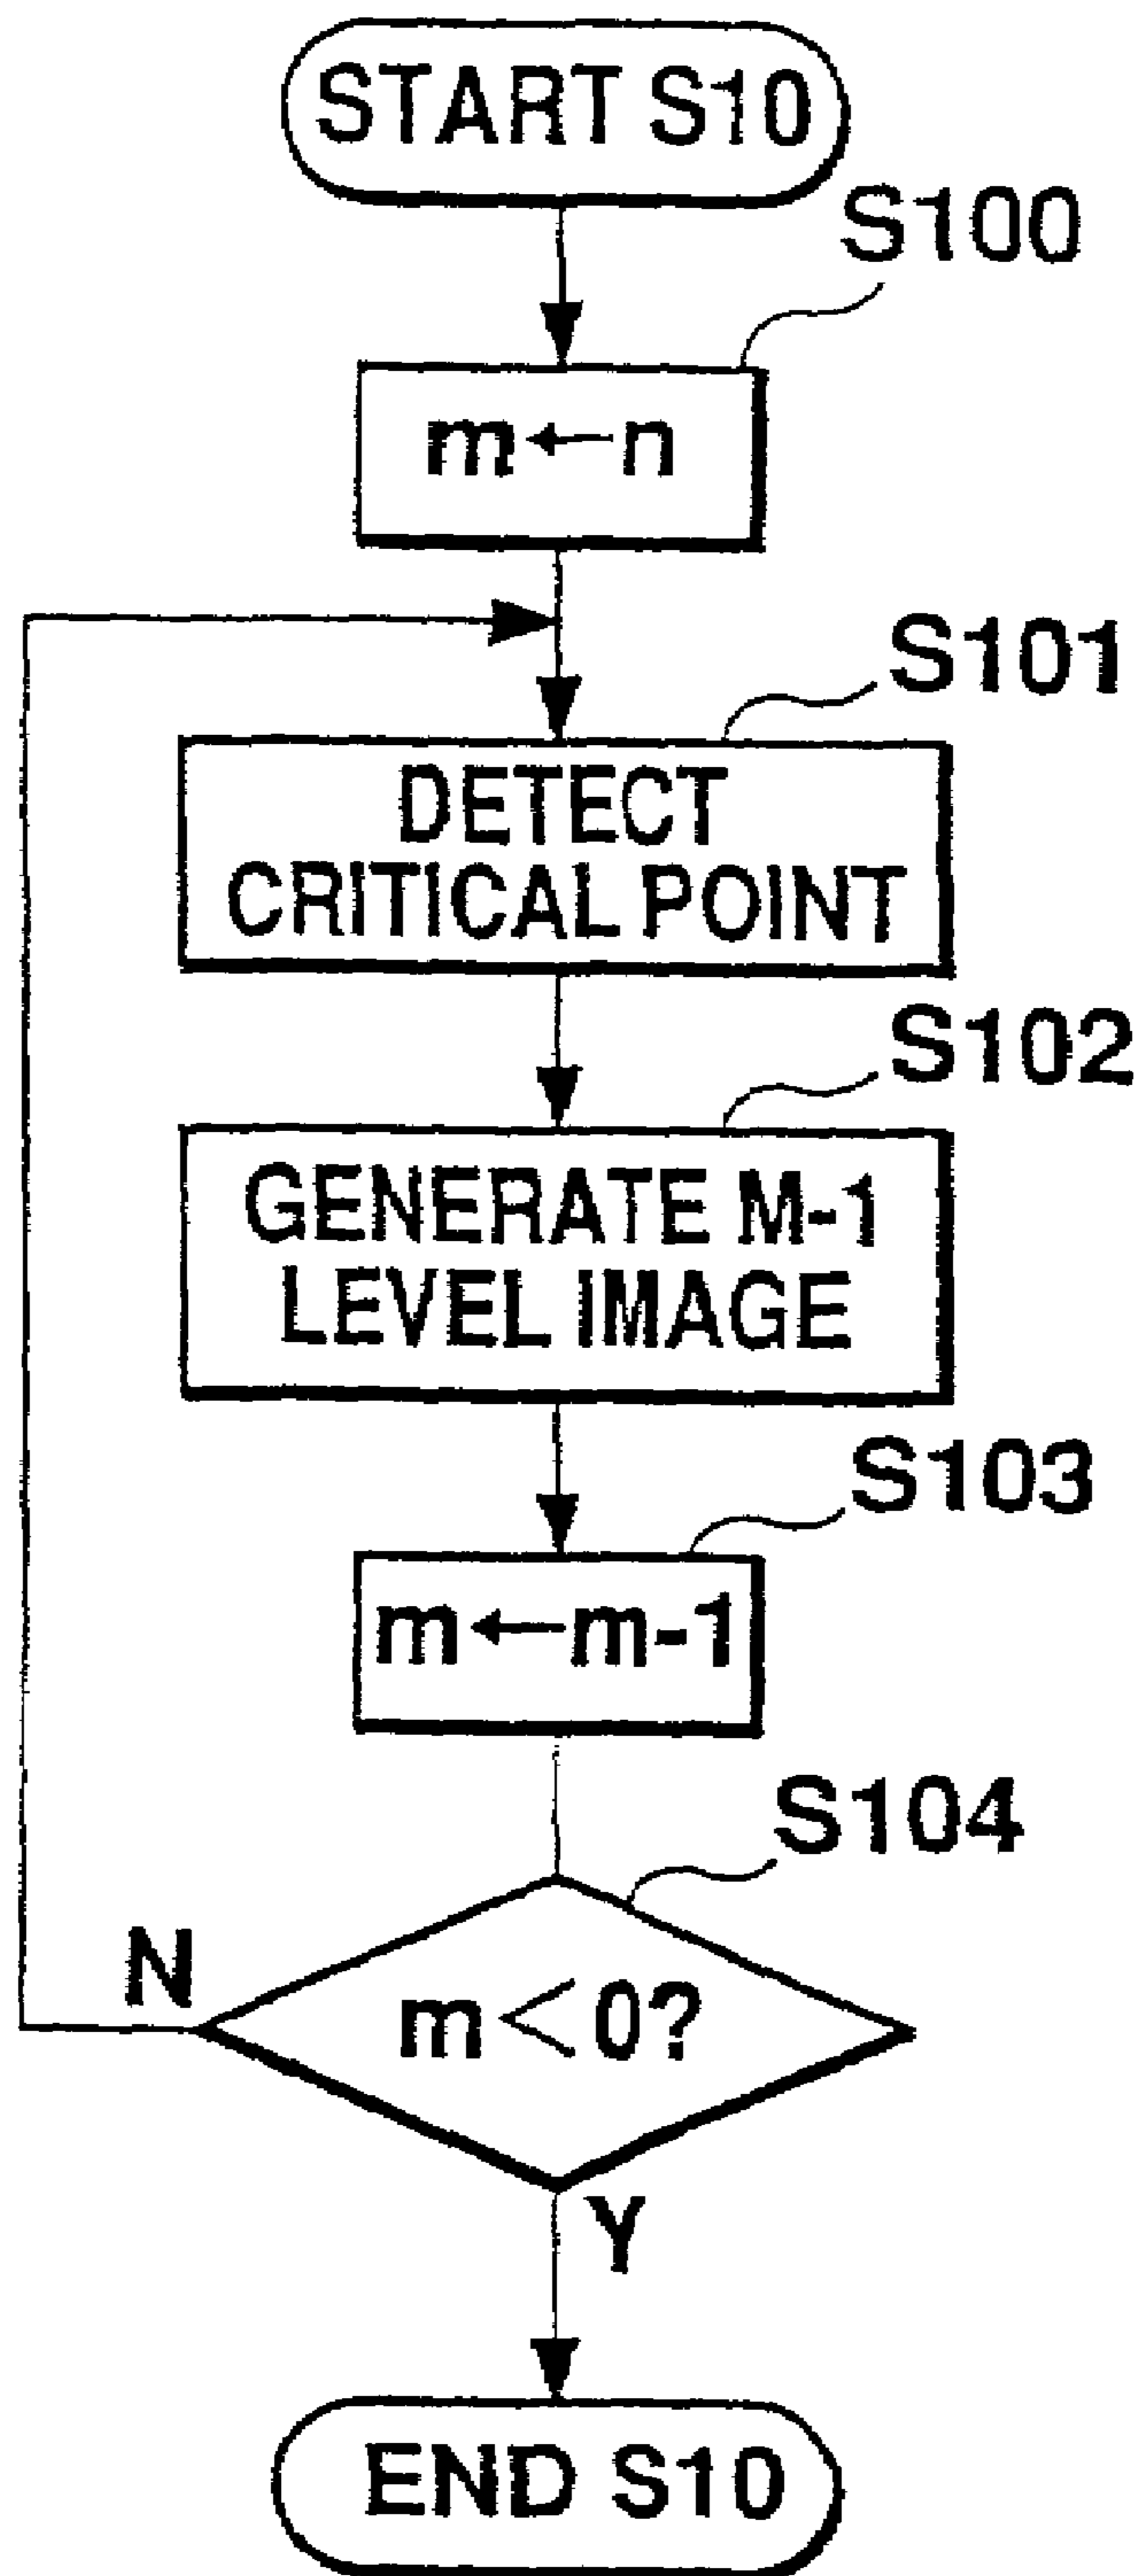 START S10
S100
m←n
S101
DETECT
CRITICAL POINT
S102
GENERATE M-1
LEVEL IMAGE
S103
m←m-1
S104
N
m<0?
Y
END S10